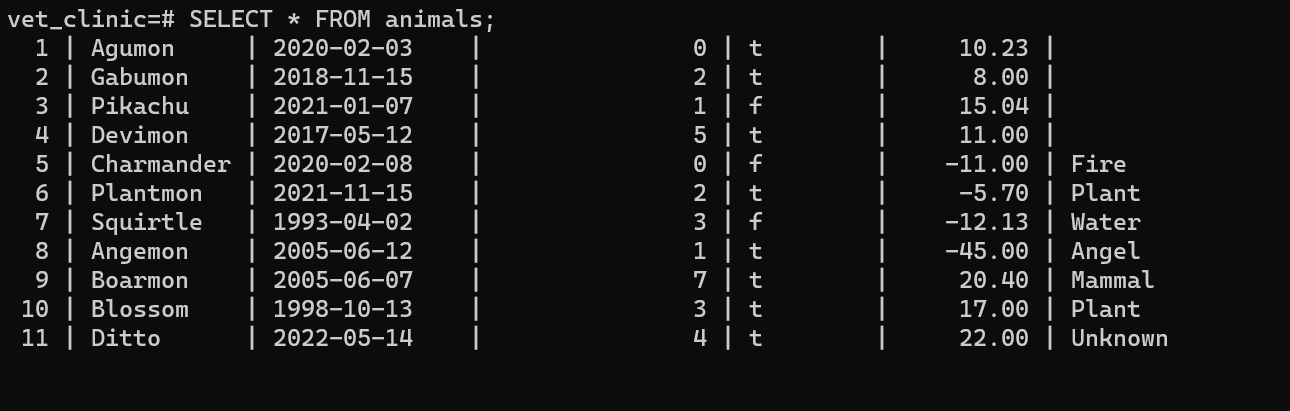 vet_clinic=# SELECT * FROM animals;
  1 | Agumon     | 2020-02-03    |               0 | t        |     10.23 |
  2 | Gabumon    | 2018-11-15    |               2 | t        |      8.00 |
  3 | Pikachu    | 2021-01-07    |               1 | f        |     15.04 |
  4 | Devimon    | 2017-05-12    |               5 | t        |     11.00 |
  5 | Charmander | 2020-02-08    |               0 | f        |    -11.00 | Fire
  6 | Plantmon   | 2021-11-15    |               2 | t        |     -5.70 | Plant
  7 | Squirtle   | 1993-04-02    |               3 | f        |    -12.13 | Water
  8 | Angemon    | 2005-06-12    |               1 | t        |    -45.00 | Angel
  9 | Boarmon    | 2005-06-07    |               7 | t        |     20.40 | Mammal
 10 | Blossom    | 1998-10-13    |               3 | t        |     17.00 | Plant
 11 | Ditto      | 2022-05-14    |               4 | t        |     22.00 | Unknown